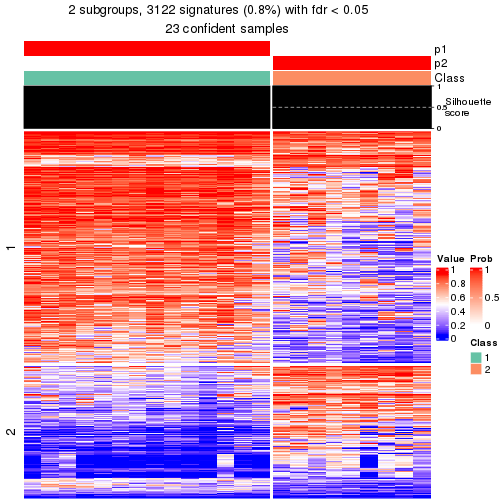 2 subgroups, 3122 signatures (0.8%) with fdr < 0.05
23 confident samples
p1
p2
Class
1
0.5
0
Silhouette
score
1
2
Value
1
0.8
0.6
0.4
0.2
0
Prob
1
0.5
0
Class
1
2